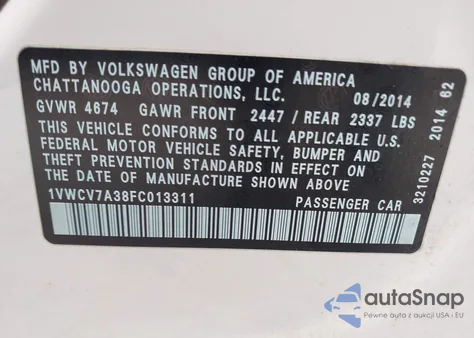 MFD BY VOLKSWAGEN GROUP OF AMERICA
CHATTANOOGA OPERATIONS, LLC. 08/2014
GVWR 4674 GAWR FRONT 2447 / REAR 2337 LBS
THIS VEHICLE CONFORMS TO ALL APPLICABLE U.S.
FEDERAL MOTOR VEHICLE SAFETY, BUMPER AND
THEFT PREVENTION STANDARDS IN EFFECT ON
THE DATE OF MANUFACTURE SHOWN ABOVE
1VWCV7A38FC013311 PASSENGER CAR
3210227 2014 62
autoSnap
Pewne auta z aukcji USA i EU